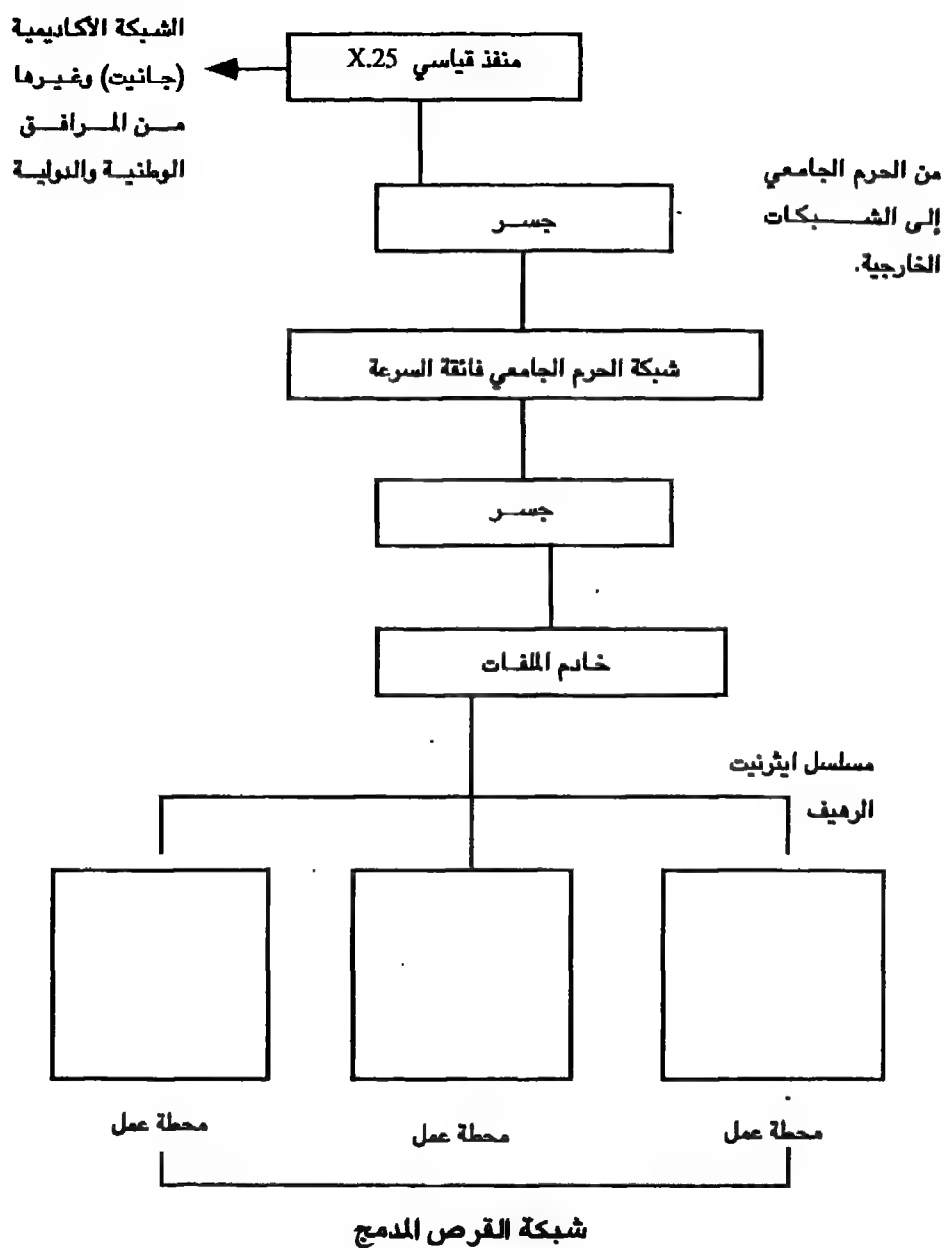 الشبكة الأكاديمية
(جانيت) وغيرها
من المرافق
الوطنية والدولية
منفذ قياسي X.25
من الحرم الجامعي
إلى الشبكات
الخارجية.
جسر
شبكة الحرم الجامعي فائقة السرعة
جسر
خادم الملفات
مسلسل ايثرنيت
الرهيف
محطة عمل
محطة عمل
محطة عمل
شبكة القرص المدمج